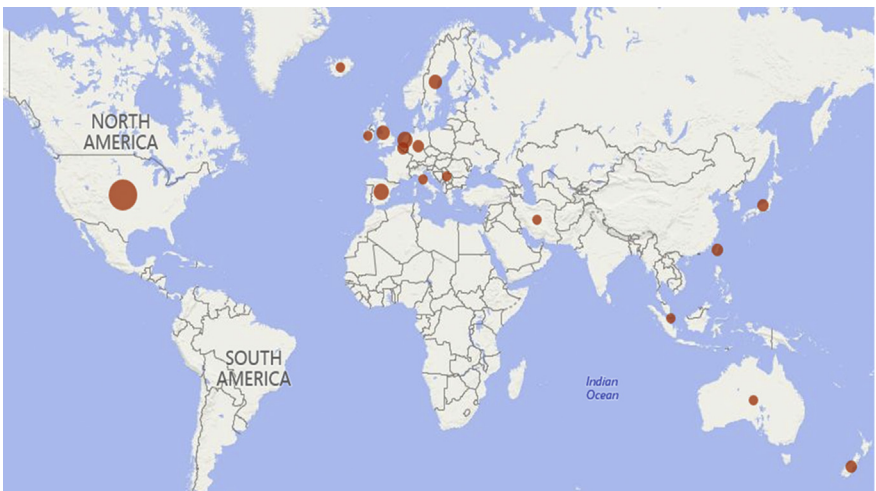 NORTH
AMERICA
SOUTH
AMERICA
Indian
Ocean